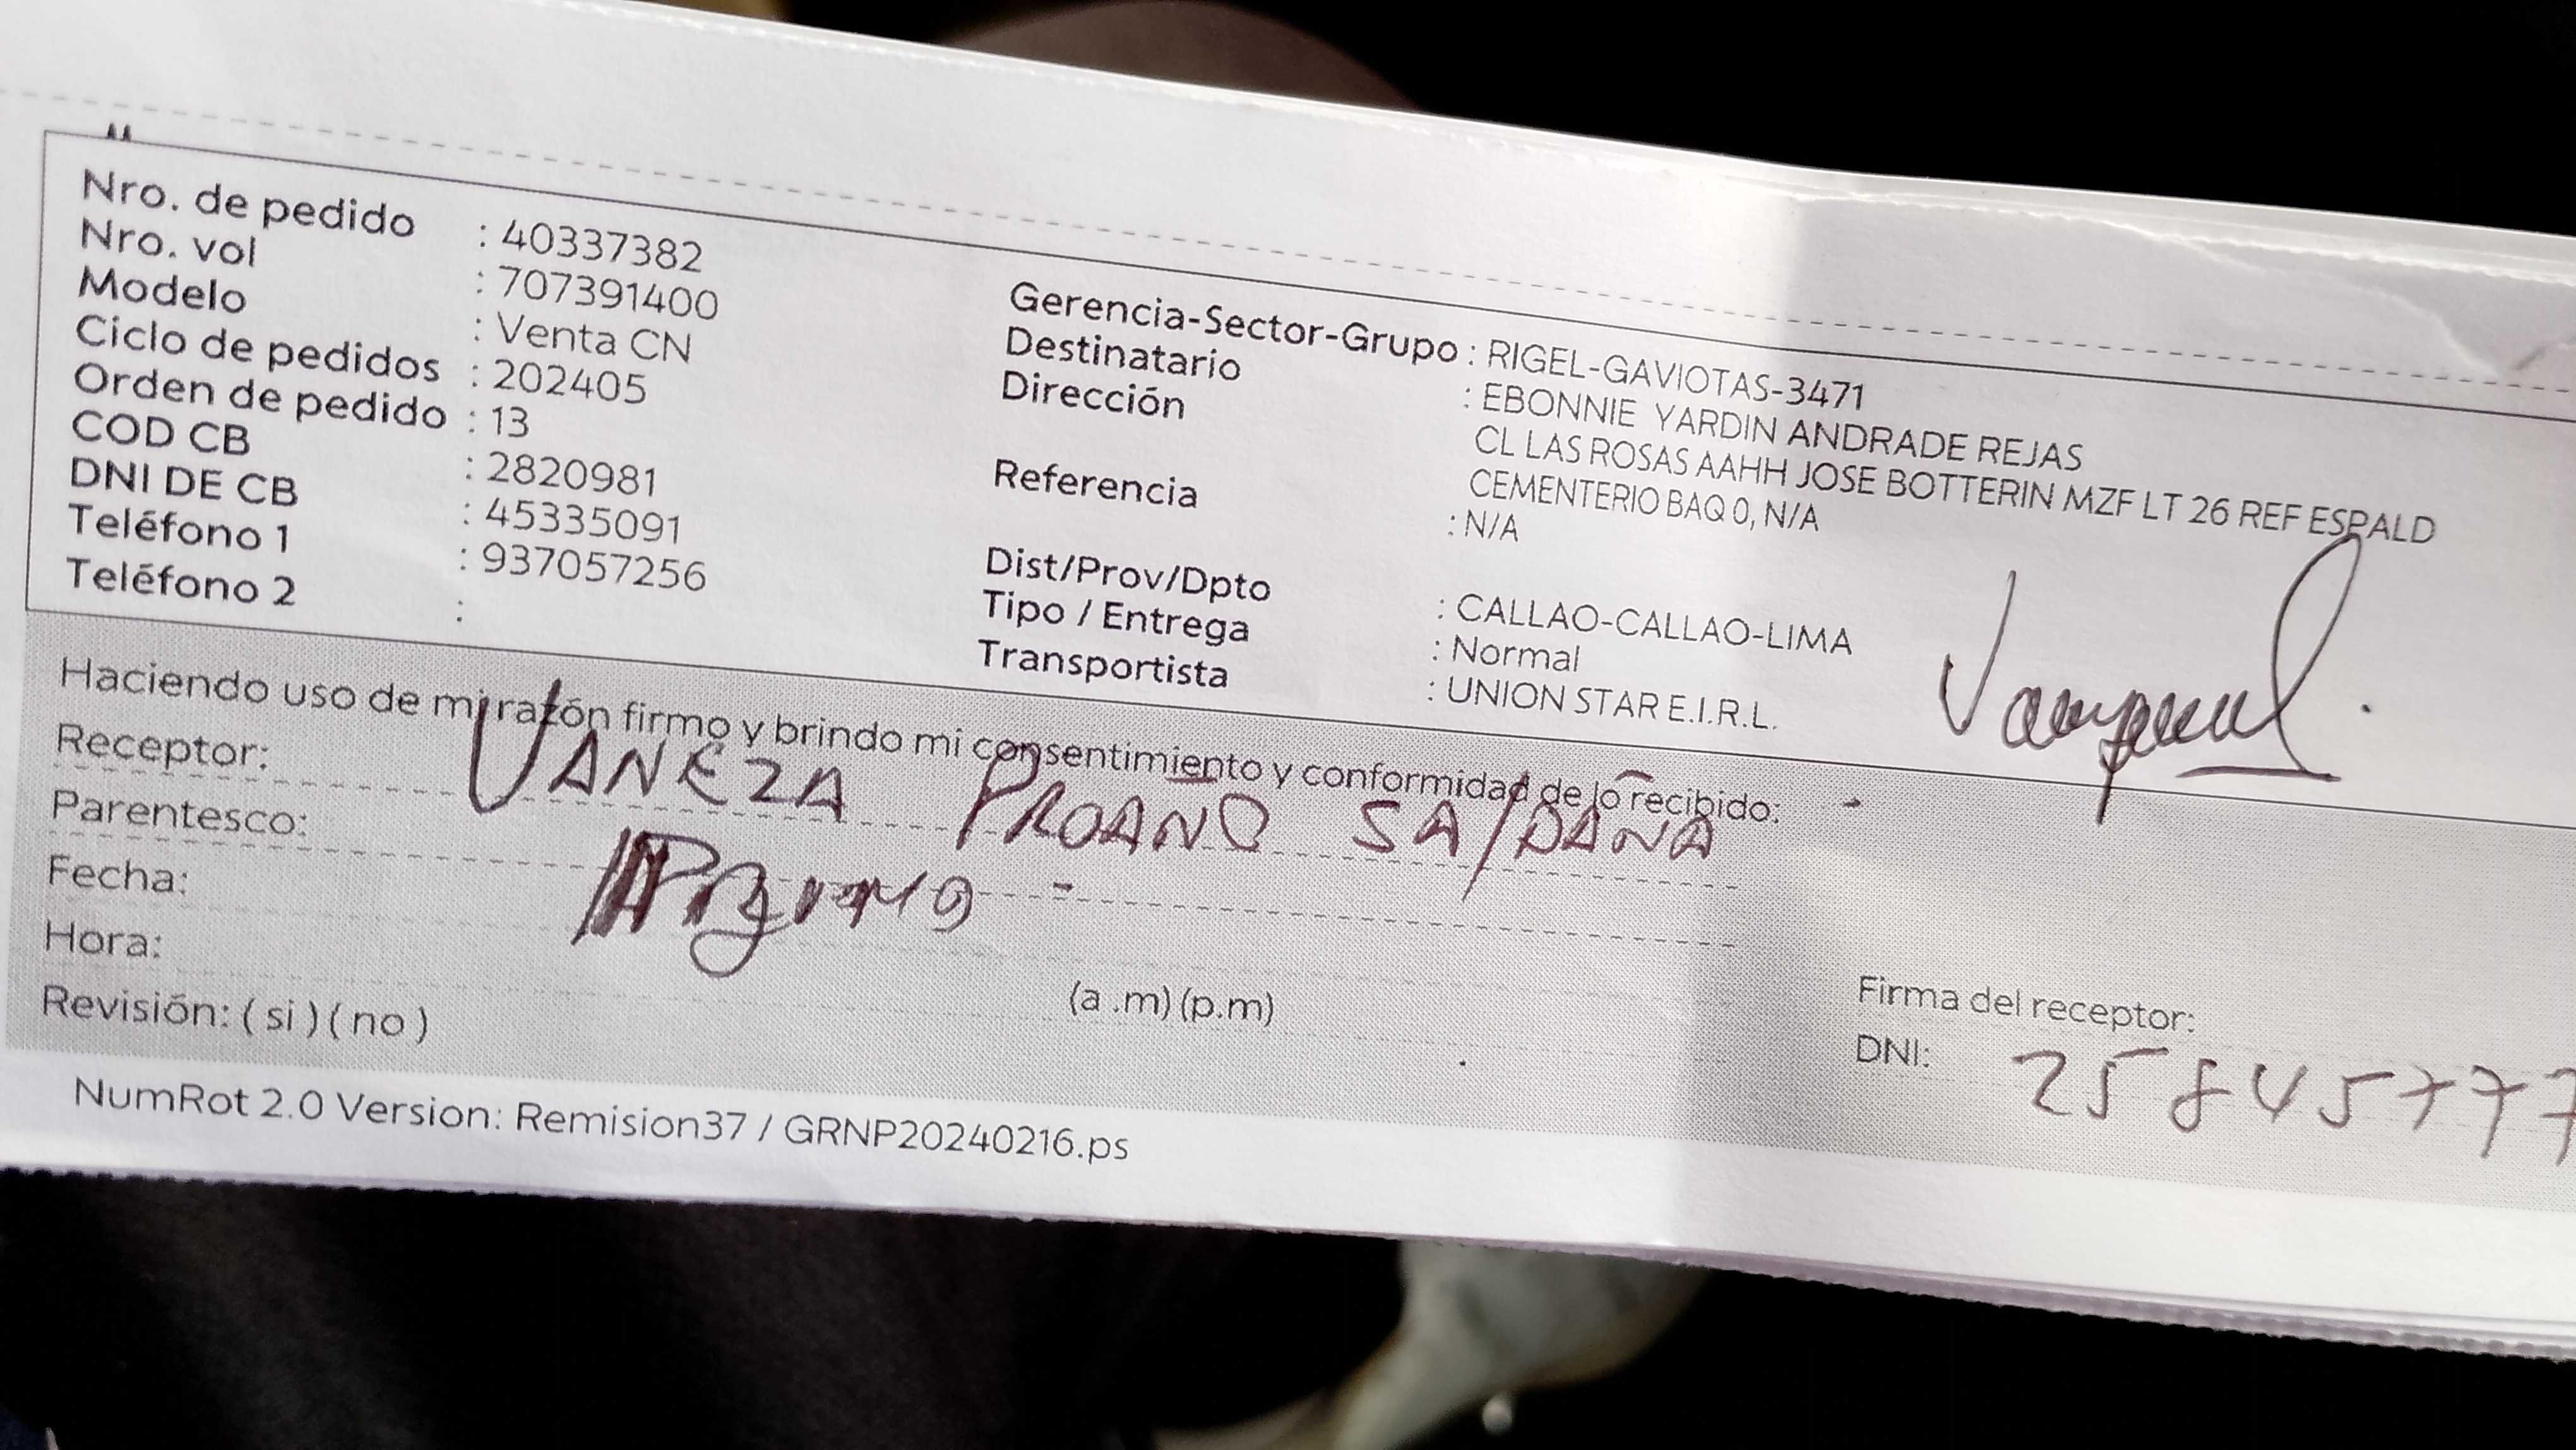 Nro. de pedido : 40337382
Nro. vol : 707391400
Modelo : Venta CN
Ciclo de pedidos : 202405
Orden de pedido : 13
COD CB : 2820981
DNI DE CB : 45335091
Teléfono 1 : 937057256
Teléfono 2 :
Gerencia-Sector-Grupo : RIGEL-GAVIOTAS-3471
Destinatario : EBONNIE YARDIN ANDRADE REJAS
Dirección CL LAS ROSAS AAHH JOSE BOTTERIN MZF LT 26 REF ESPALD
CEMENTERIO BAQ 0, N/A
Referencia : N/A
Dist/Prov/Dpto : CALLAO-CALLAO-LIMA
Tipo / Entrega : Normal
Transportista : UNION STAR E.I.R.L.
Haciendo uso de mi razón firmo y brindo mi consentimiento y conformidad de lo recibido:
Receptor: VANEZA PROAÑO SALDAÑA
Parentesco:
Fecha:
Hora: (a .m) (p.m)
Revisión: ( si ) ( no )
Firma del receptor:
DNI: 25845777
NumRot 2.0 Version: Remision37 / GRNP20240216.ps